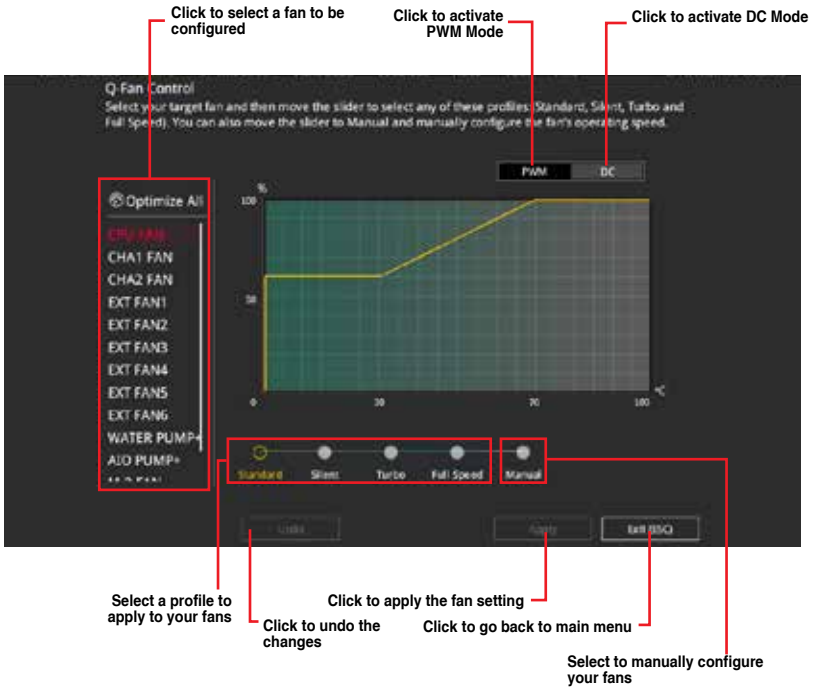 Click to select a fan to be
configured
Click to activate
PWM Mode
Click to activate DC Mode
Q-Fan Control
Select your target fan and then move the slider to select any of these profiles: (Standard, Silent, Turbo and
Full Speed). You can also move the slider to Manual and manually configure the fan's operating speed.
PWM DC
Optimize All
%
100
CPU FAN
CHA1 FAN
CHA2 FAN
EXT FAN1
50
EXT FAN2
EXT FAN3
EXT FAN4
EXT FAN5
°C
0 30 70 100
EXT FAN6
WATER PUMP+
AIO PUMP+
Standard Silent Turbo Full Speed Manual
Undo Apply Exit (ESC)
Select a profile to
apply to your fans
Click to apply the fan setting
Click to undo the
changes
Click to go back to main menu
Select to manually configure
your fans